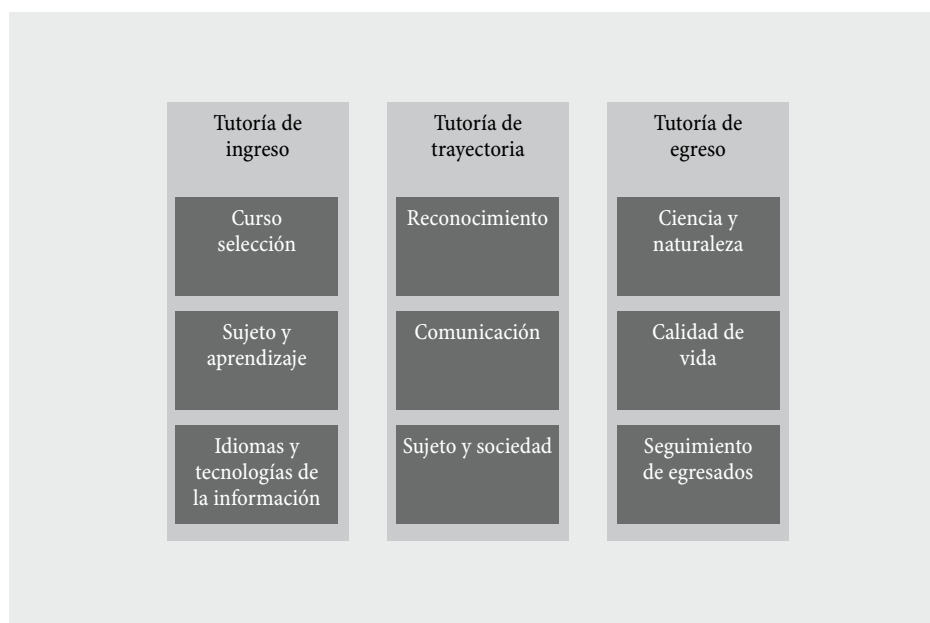 Tutoría de
ingreso
Curso
selección
Sujeto y
aprendizaje
Idiomas y
tecnologías de
la información
Tutoría de
trayectoria
Reconocimiento
Comunicación
Sujeto y sociedad
Tutoría de
egreso
Ciencia y
naturaleza
Calidad de
vida
Seguimiento
de egresados